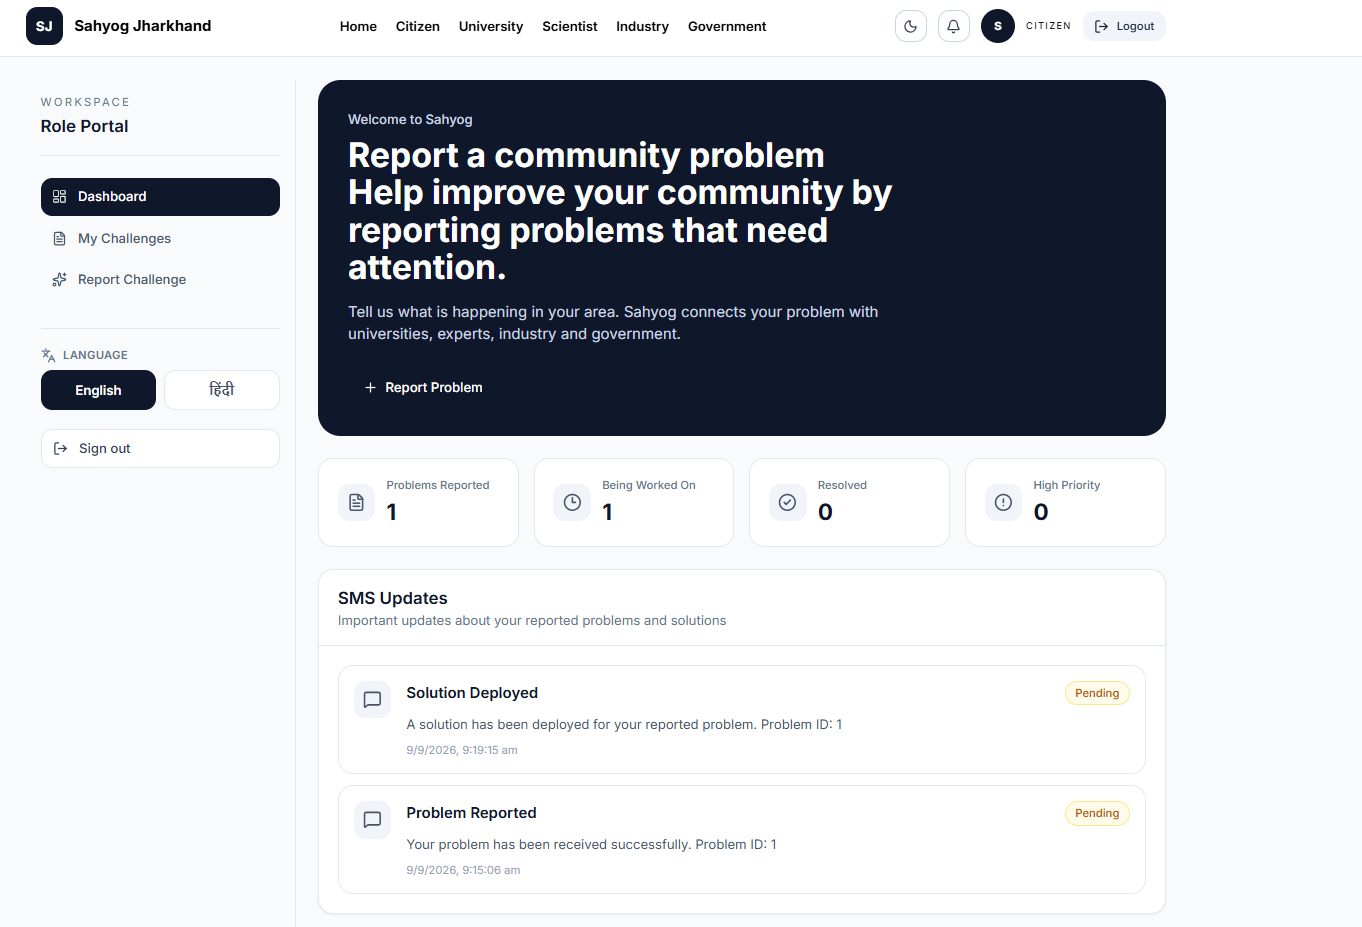 SJ Sahyog Jharkhand Home Citizen University Scientist Industry Government S CITIZEN Logout
WORKSPACE
Role Portal
Dashboard
My Challenges
Report Challenge
LANGUAGE
English हिंदी
Sign out
Welcome to Sahyog
Report a community problem
Help improve your community by
reporting problems that need
attention.
Tell us what is happening in your area. Sahyog connects your problem with
universities, experts, industry and government.
+ Report Problem
Problems Reported
1
Being Worked On
1
Resolved
0
High Priority
0
SMS Updates
Important updates about your reported problems and solutions
Solution Deployed Pending
A solution has been deployed for your reported problem. Problem ID: 1
9/9/2026, 9:19:15 am
Problem Reported Pending
Your problem has been received successfully. Problem ID: 1
9/9/2026, 9:15:06 am